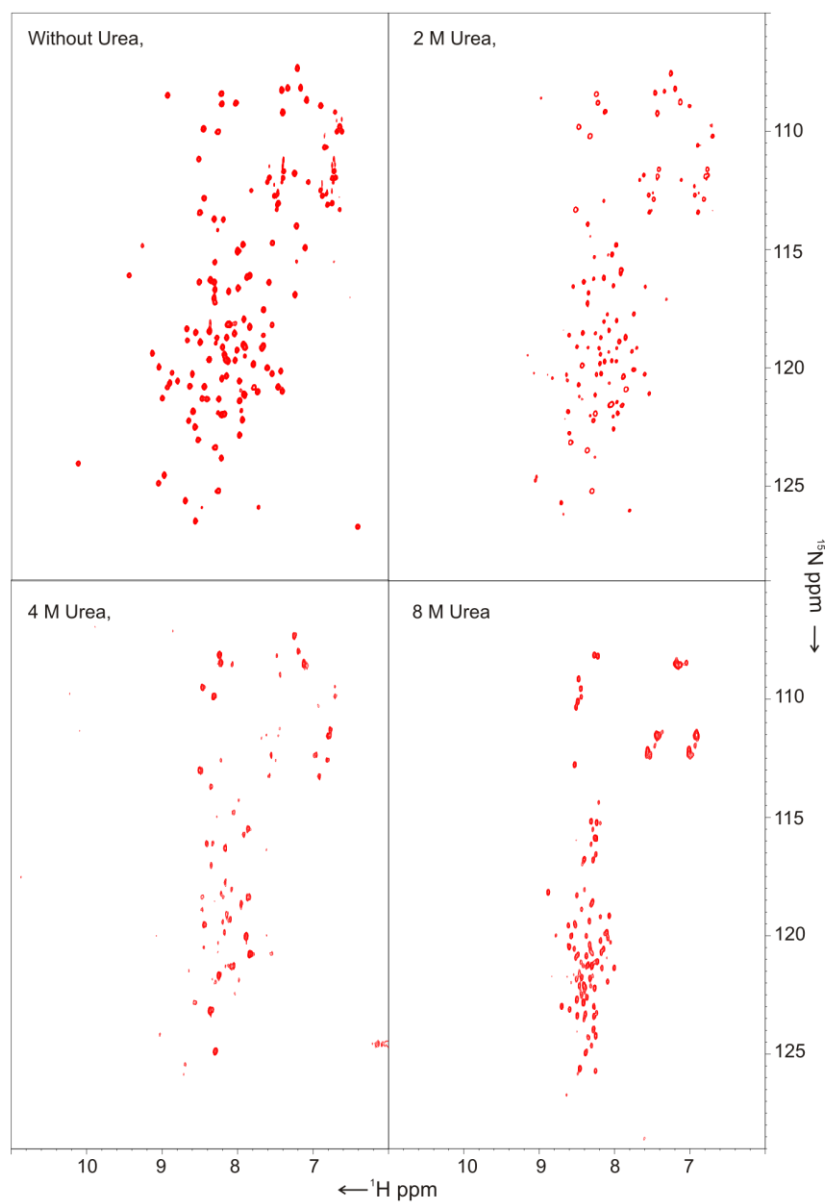 Without Urea,
2 M Urea,
110
115
120
125
15N ppm →
4 M Urea,
8 M Urea
110
115
120
125
10 9 8 7
10 9 8 7
← 1H ppm